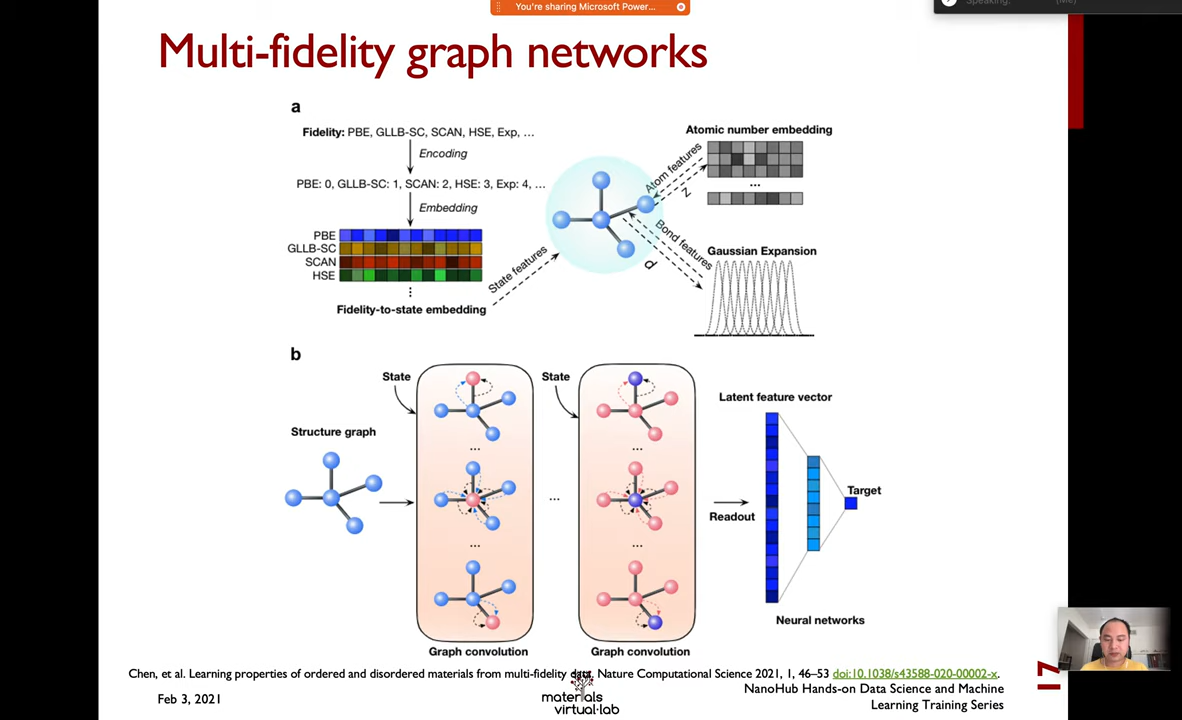 You're sharing Microsoft Power...
Speaking:
(Me)
Multi-fidelity graph networks
a
Fidelity: PBE, GLLB-SC, SCAN, HSE, Exp, ...
Encoding
PBE: 0, GLLB-SC: 1, SCAN: 2, HSE: 3, Exp: 4, ...
Embedding
PBE
GLLB-SC
SCAN
HSE
⋮
Fidelity-to-state embedding
State features
Atom features
Z
Bond features
d
Atomic number embedding
...
Gaussian Expansion
b
Structure graph
State
...
...
Graph convolution
...
State
...
...
Graph convolution
Readout
Latent feature vector
Target
Neural networks
Chen, et al. Learning properties of ordered and disordered materials from multi-fidelity data. Nature Computational Science 2021, 1, 46–53 doi:10.1038/s43588-020-00002-x.
Feb 3, 2021
materials
virtual·lab
NanoHub Hands-on Data Science and Machine
Learning Training Series
17